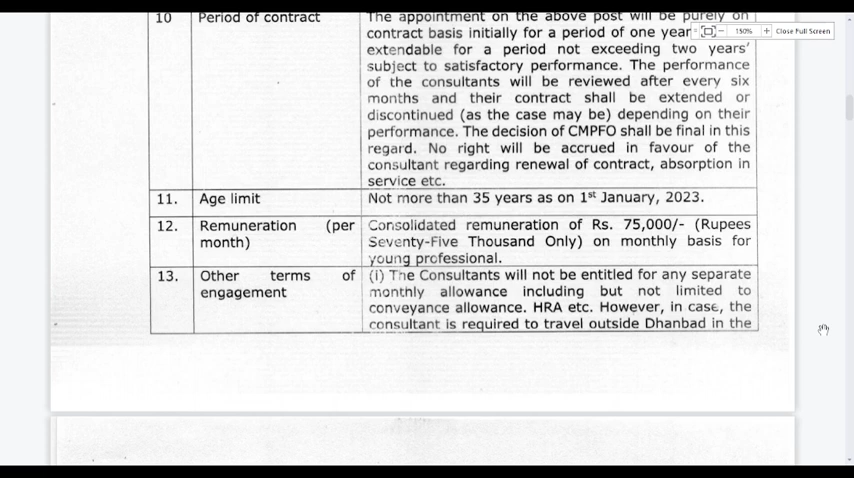 10 Period of contract The appointment on the above post will be purely on
contract basis initially for a period of one year
extendable for a period not exceeding two years'
subject to satisfactory performance. The performance
of the consultants will be reviewed after every six
months and their contract shall be extended or
discontinued (as the case may be) depending on their
performance. The decision of CMPFO shall be final in this
regard. No right will be accrued in favour of the
consultant regarding renewal of contract, absorption in
service etc.
11. Age limit Not more than 35 years as on 1st January, 2023.
12. Remuneration (per Consolidated remuneration of Rs. 75,000/- (Rupees
month) Seventy-Five Thousand Only) on monthly basis for
young professional.
13. Other terms of (i) The Consultants will not be entitled for any separate
engagement monthly allowance including but not limited to
conveyance allowance. HRA etc. However, in case, the
consultant is required to travel outside Dhanbad in the
150% Close Full Screen